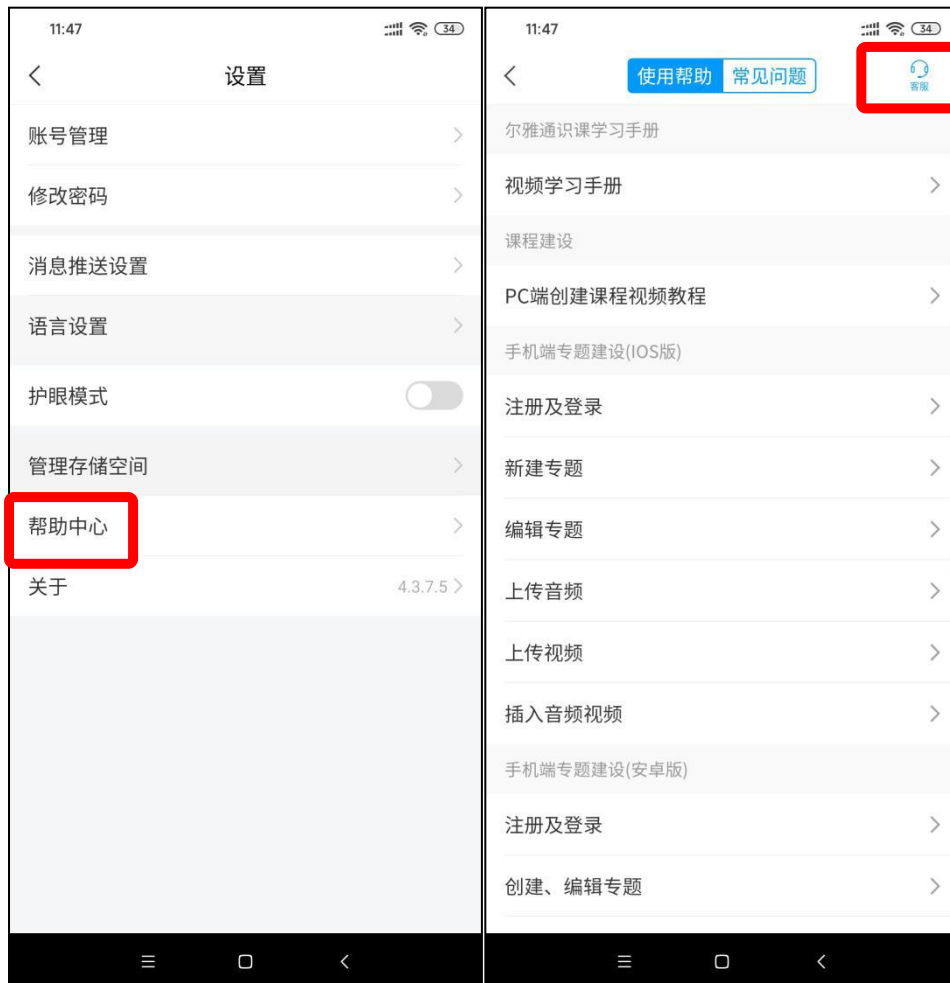 11:47
34
设置
账号管理
修改密码
消息推送设置
语言设置
护眼模式
管理存储空间
帮助中心
关于 4.3.7.5
11:47
34
使用帮助 常见问题
客服
尔雅通识课学习手册
视频学习手册
课程建设
PC端创建课程视频教程
手机端专题建设(IOS版)
注册及登录
新建专题
编辑专题
上传音频
上传视频
插入音频视频
手机端专题建设(安卓版)
注册及登录
创建、编辑专题